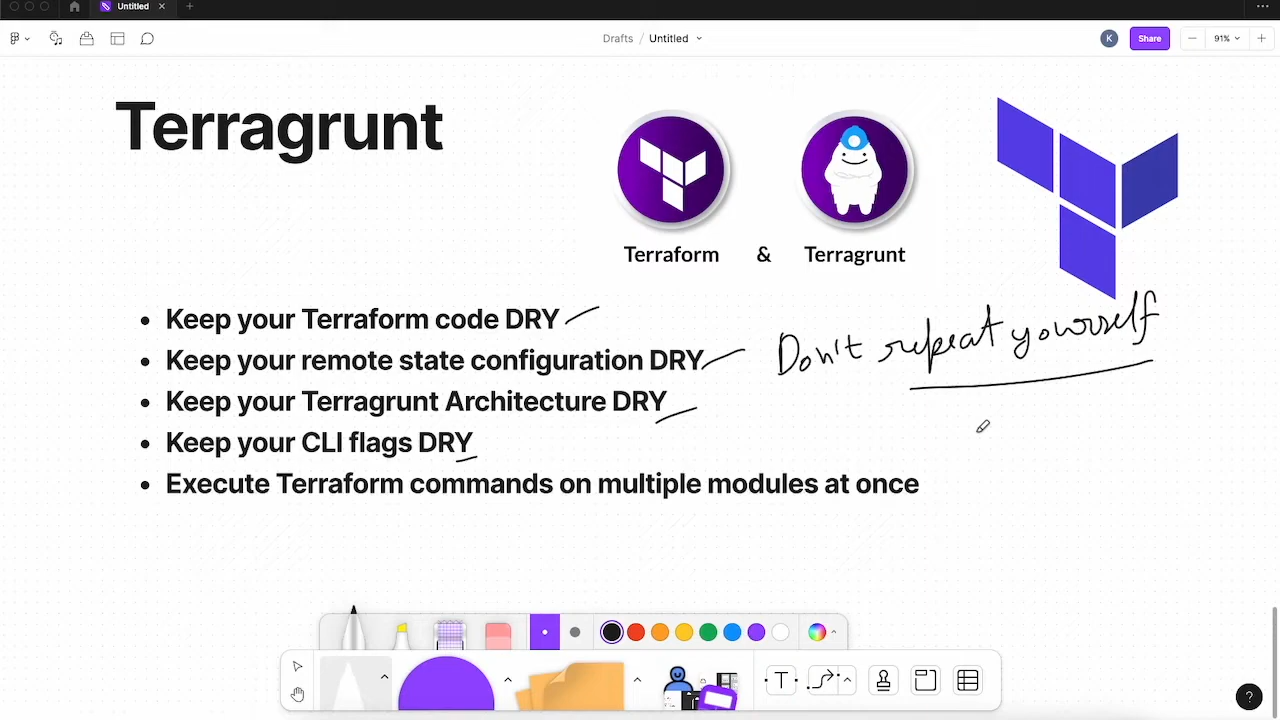 Untitled
Drafts / Untitled
K
Share
91%
Terragrunt
Terraform & Terragrunt
• Keep your Terraform code DRY
• Keep your remote state configuration DRY
Don't repeat yourself
• Keep your Terragrunt Architecture DRY
• Keep your CLI flags DRY
• Execute Terraform commands on multiple modules at once
T
?